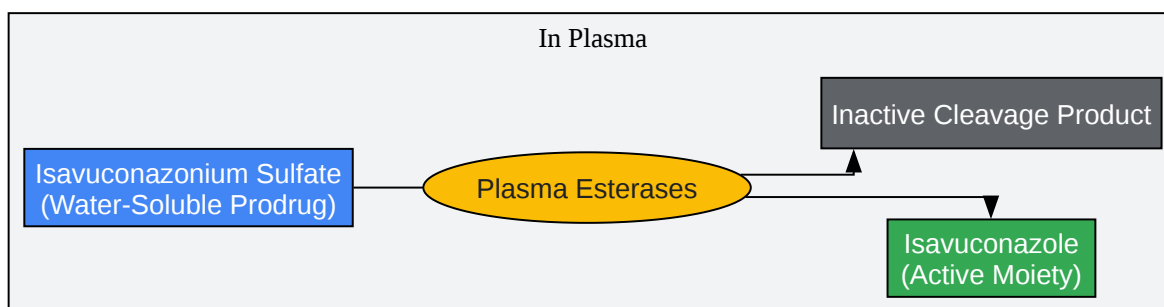 In Plasma
Inactive Cleavage Product
Isavuconazonium Sulfate
(Water-Soluble Prodrug)
Plasma Esterases
Isavuconazole
(Active Moiety)